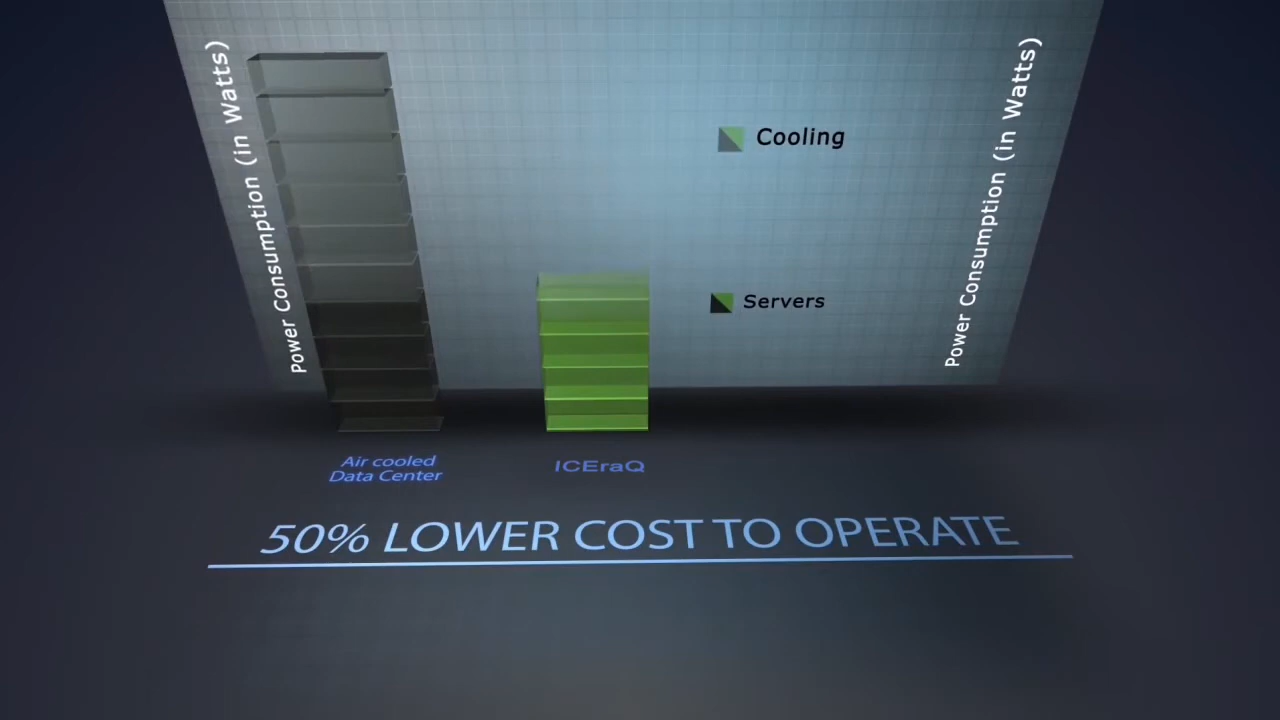 Power Consumption (in Watts)
Cooling
Servers
Power Consumption (in Watts)
Air cooled
Data Center
ICEraQ
50% LOWER COST TO OPERATE